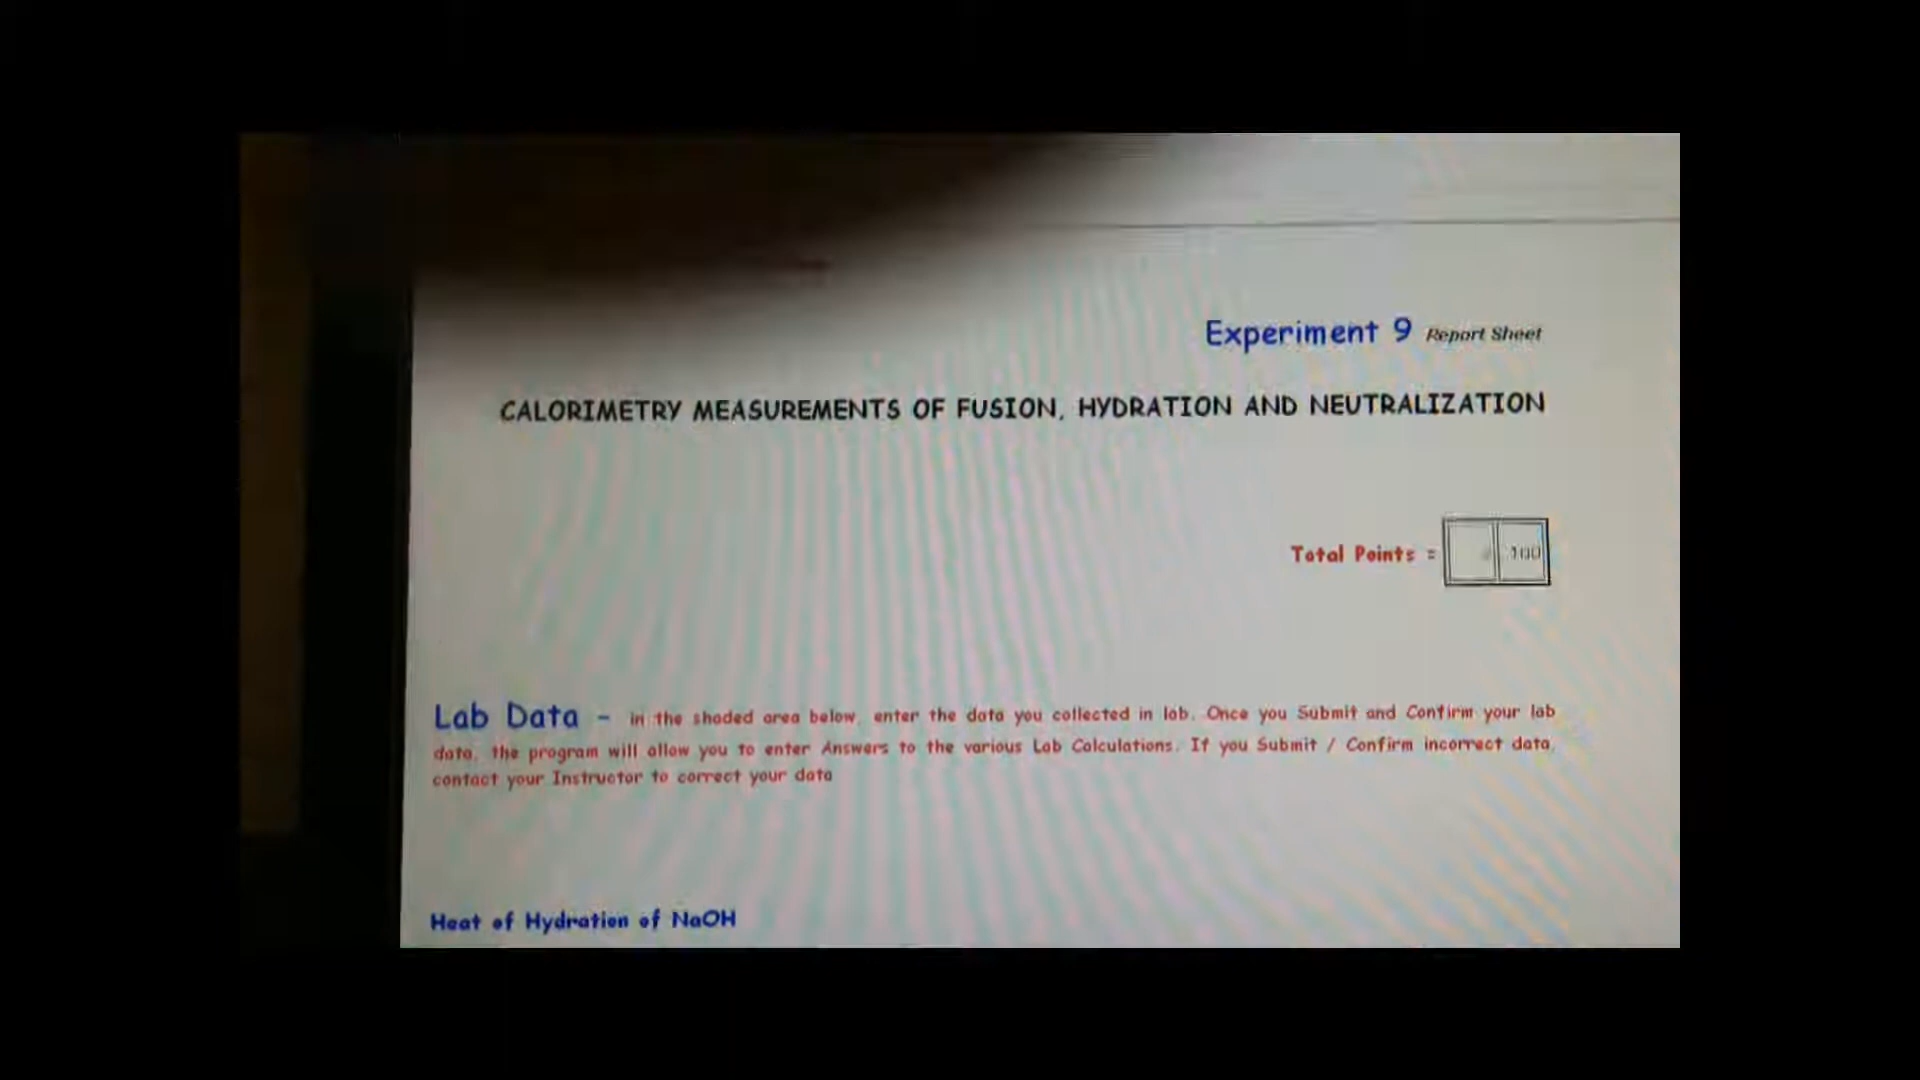 Experiment 9 Report Sheet
CALORIMETRY MEASUREMENTS OF FUSION, HYDRATION AND NEUTRALIZATION
Total Points = 100
Lab Data - in the shaded area below, enter the data you collected in lab. Once you Submit and Confirm your lab
data, the program will allow you to enter Answers to the various Lab Calculations. If you Submit / Confirm incorrect data,
contact your Instructor to correct your data
Heat of Hydration of NaOH